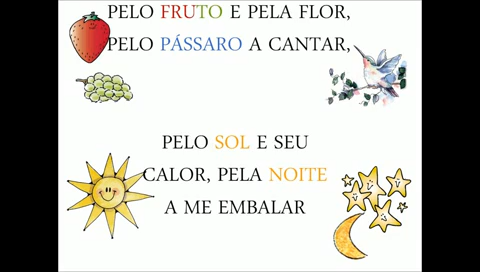 PELO FRUTO E PELA FLOR,
PELO PÁSSARO A CANTAR,
PELO SOL E SEU
CALOR, PELA NOITE
A ME EMBALAR